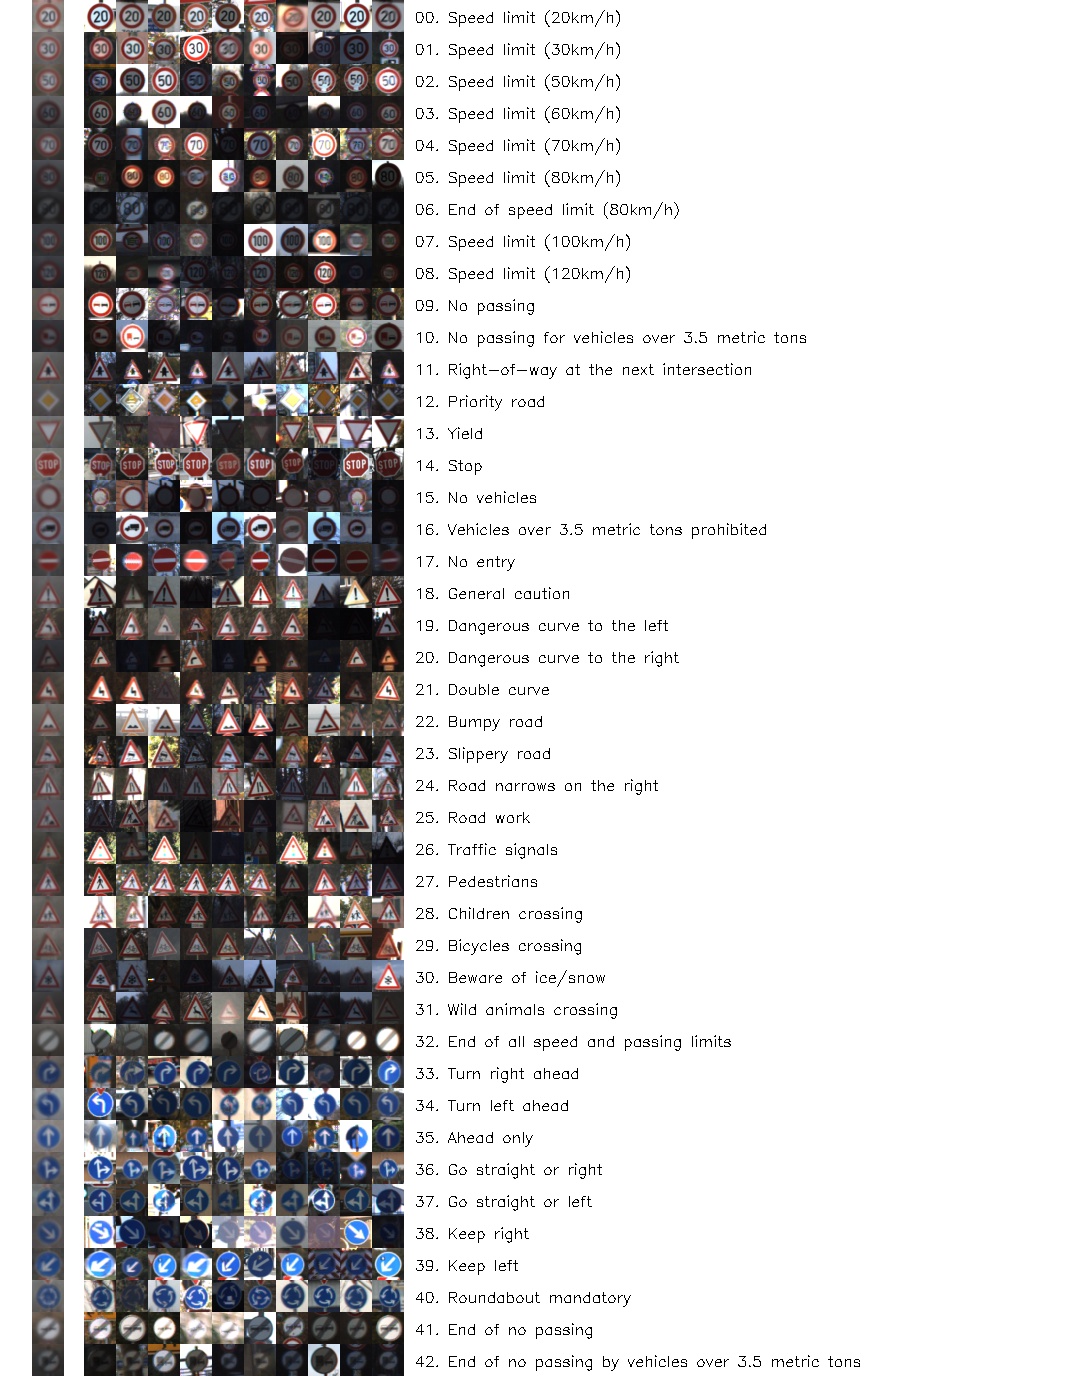 00. Speed limit (20km/h)
01. Speed limit (30km/h)
02. Speed limit (50km/h)
03. Speed limit (60km/h)
04. Speed limit (70km/h)
05. Speed limit (80km/h)
06. End of speed limit (80km/h)
07. Speed limit (100km/h)
08. Speed limit (120km/h)
09. No passing
10. No passing for vehicles over 3.5 metric tons
11. Right-of-way at the next intersection
12. Priority road
13. Yield
14. Stop
15. No vehicles
16. Vehicles over 3.5 metric tons prohibited
17. No entry
18. General caution
19. Dangerous curve to the left
20. Dangerous curve to the right
21. Double curve
22. Bumpy road
23. Slippery road
24. Road narrows on the right
25. Road work
26. Traffic signals
27. Pedestrians
28. Children crossing
29. Bicycles crossing
30. Beware of ice/snow
31. Wild animals crossing
32. End of all speed and passing limits
33. Turn right ahead
34. Turn left ahead
35. Ahead only
36. Go straight or right
37. Go straight or left
38. Keep right
39. Keep left
40. Roundabout mandatory
41. End of no passing
42. End of no passing by vehicles over 3.5 metric tons